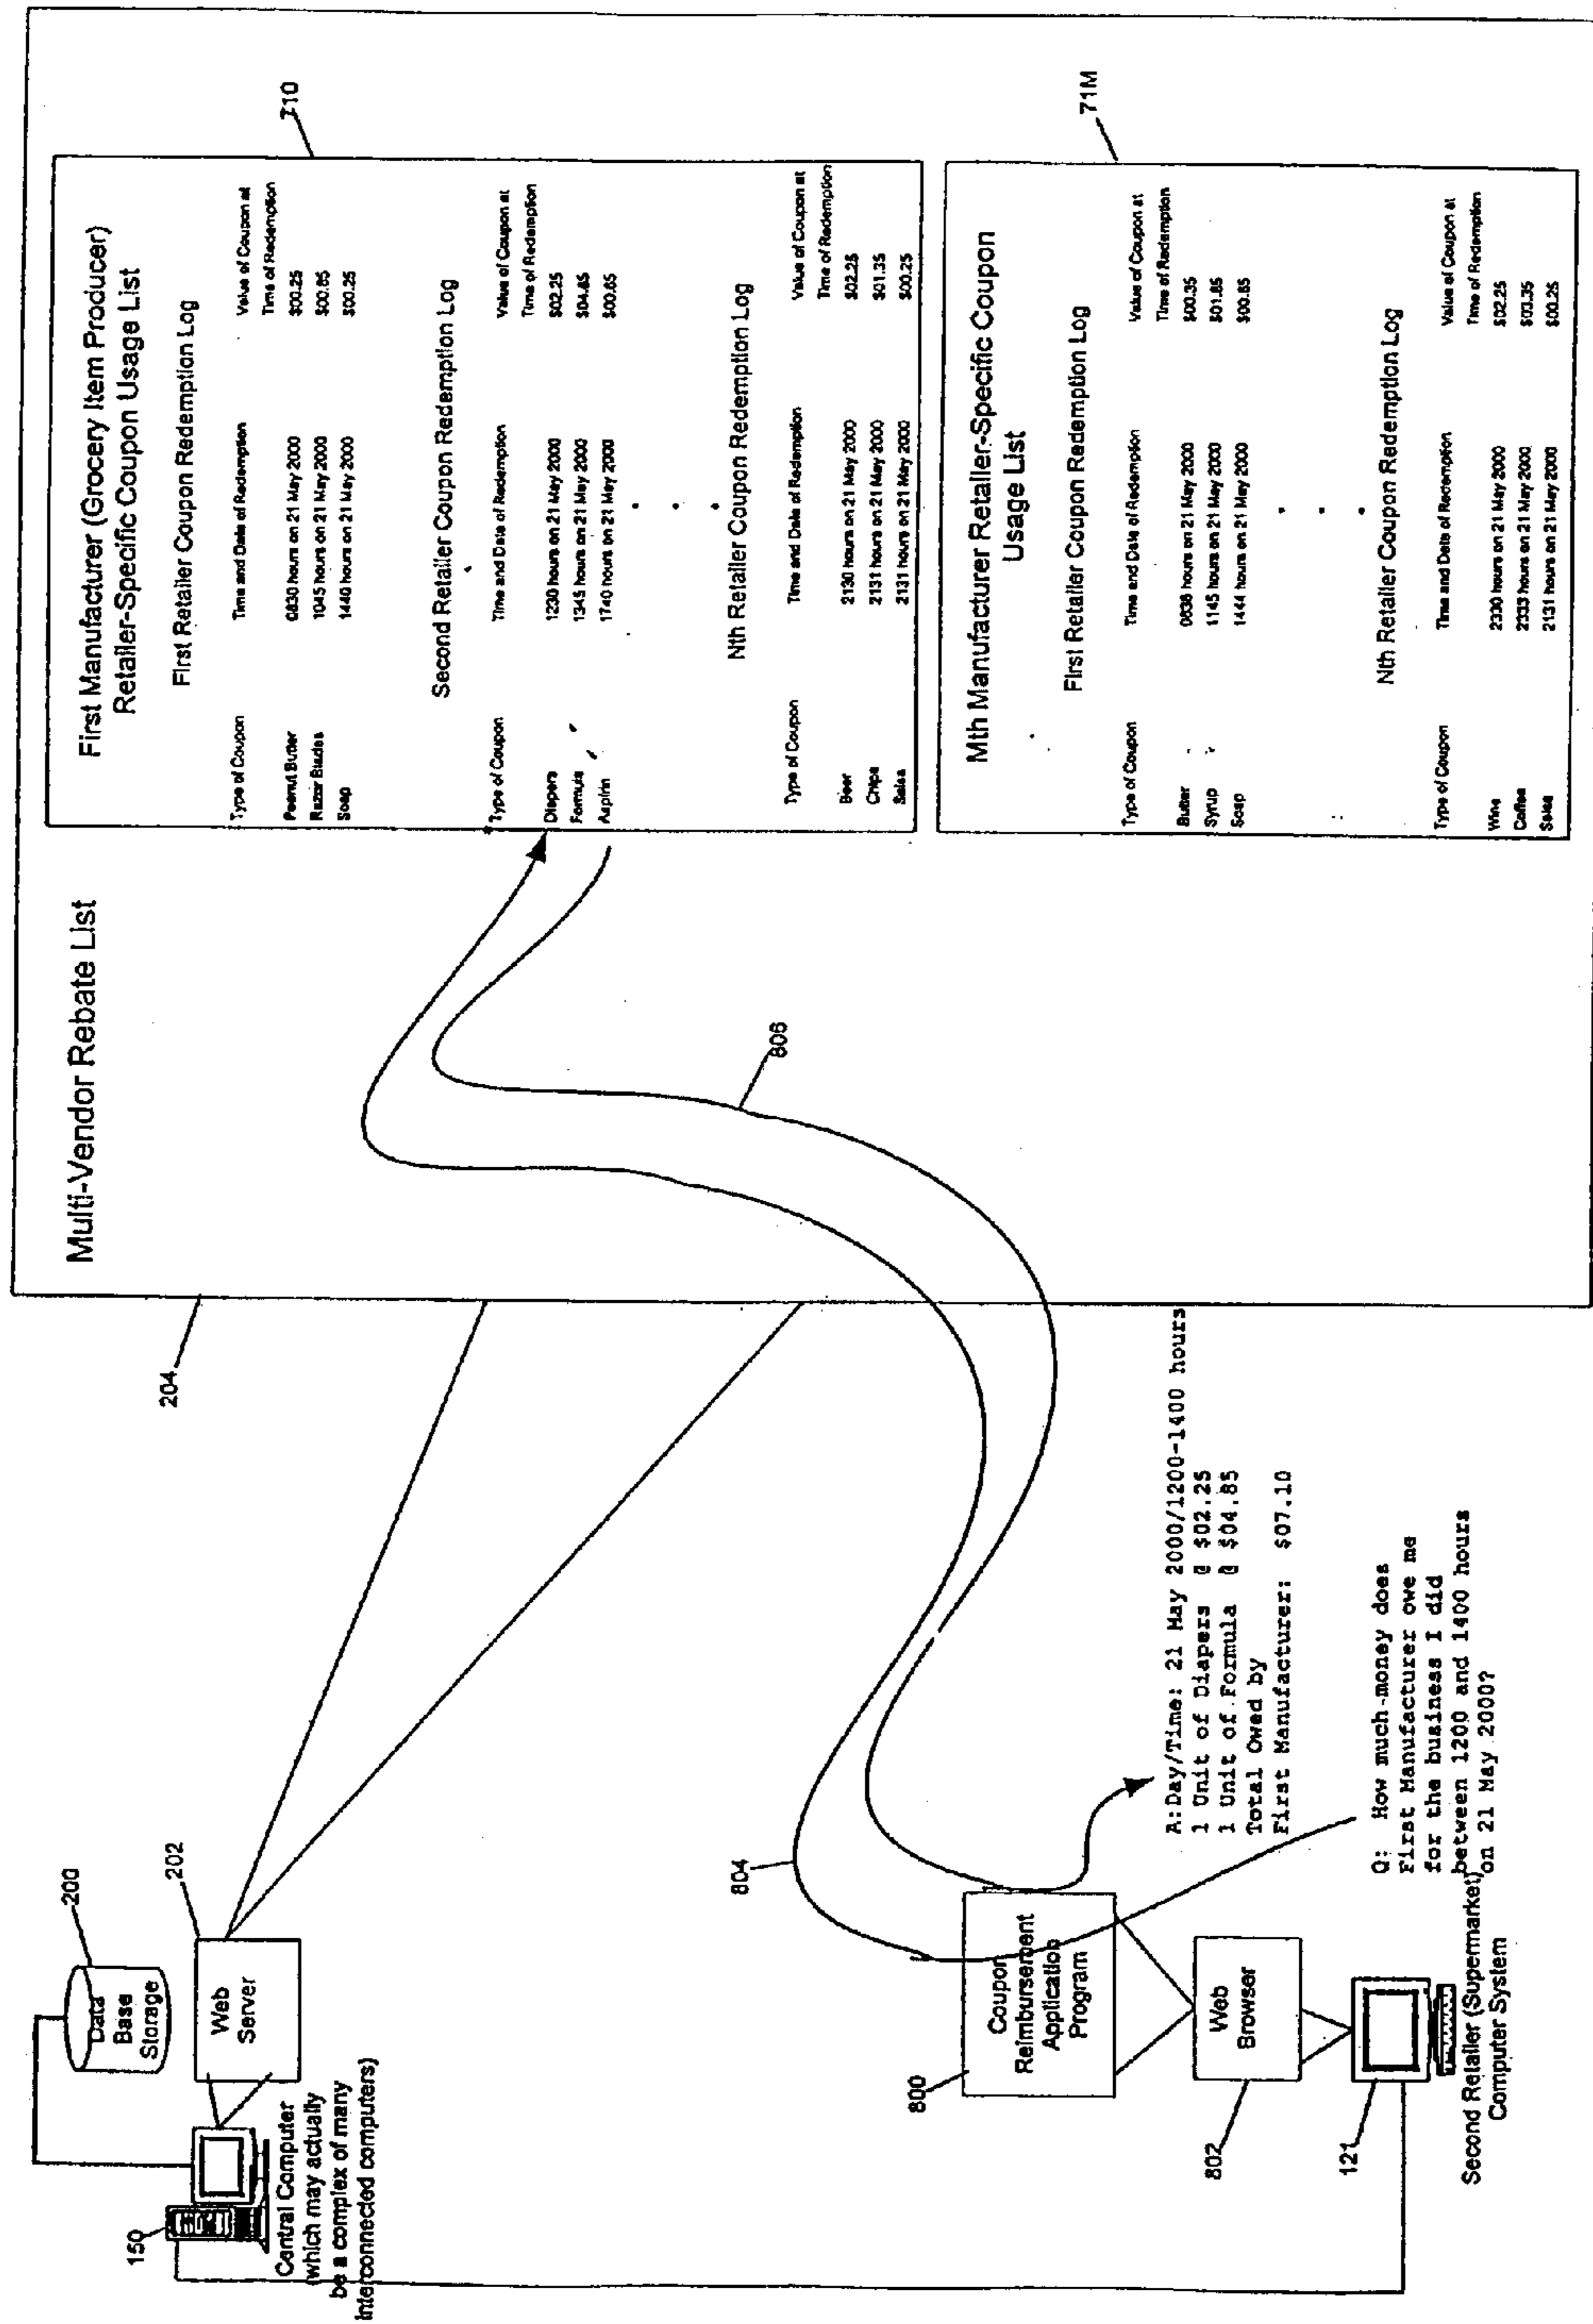 200
Data
Base
Storage
202
Web
Server
150
Central Computer
(which may actually
be a complex of many
interconnected computers)
204
Multi-Vendor Rebate List
First Manufacturer (Grocery Item Producer)
Retailer-Specific Coupon Usage List
710
First Retailer Coupon Redemption Log
Type of Coupon Time and Date of Redemption Value of Coupon at
Time of Redemption
Peanut Butter 0830 hours on 21 May 2000 $00.25
Razor Blades 1045 hours on 21 May 2000 $00.85
Soap 1440 hours on 21 May 2000 $00.25
Second Retailer Coupon Redemption Log
Type of Coupon Time and Date of Redemption Value of Coupon at
Time of Redemption
Diapers 1230 hours on 21 May 2000 $02.25
Formula 1345 hours on 21 May 2000 $04.85
Aspirin 1740 hours on 21 May 2000 $00.65
Nth Retailer Coupon Redemption Log
Type of Coupon Time and Date of Redemption Value of Coupon at
Time of Redemption
Beer 2130 hours on 21 May 2000 $02.25
Chips 2131 hours on 21 May 2000 $01.35
Salsa 2131 hours on 21 May 2000 $00.25
Mth Manufacturer Retailer-Specific Coupon
Usage List
71M
First Retailer Coupon Redemption Log
Type of Coupon Time and Date of Redemption Value of Coupon at
Time of Redemption
Butter 0836 hours on 21 May 2000 $00.35
Syrup 1145 hours on 21 May 2000 $01.85
Soap 1444 hours on 21 May 2000 $00.85
Nth Retailer Coupon Redemption Log
Type of Coupon Time and Date of Redemption Value of Coupon at
Time of Redemption
Wine 2330 hours on 21 May 2000 $02.25
Coffee 2333 hours on 21 May 2000 $03.35
Salsa 2131 hours on 21 May 2000 $00.25
806
804
800
Coupon
Reimbursement
Application
Program
A:Day/Time: 21 May 2000/1200-1400 hours
1 Unit of Diapers @ $02.25
1 Unit of Formula @ $04.85
Total Owed by
First Manufacturer: $07.10
802
Web
Browser
Q: How much money does
First Manufacturer owe me
for the business I did
between 1200 and 1400 hours
on 21 May 2000?
121
Second Retailer (Supermarket)
Computer System